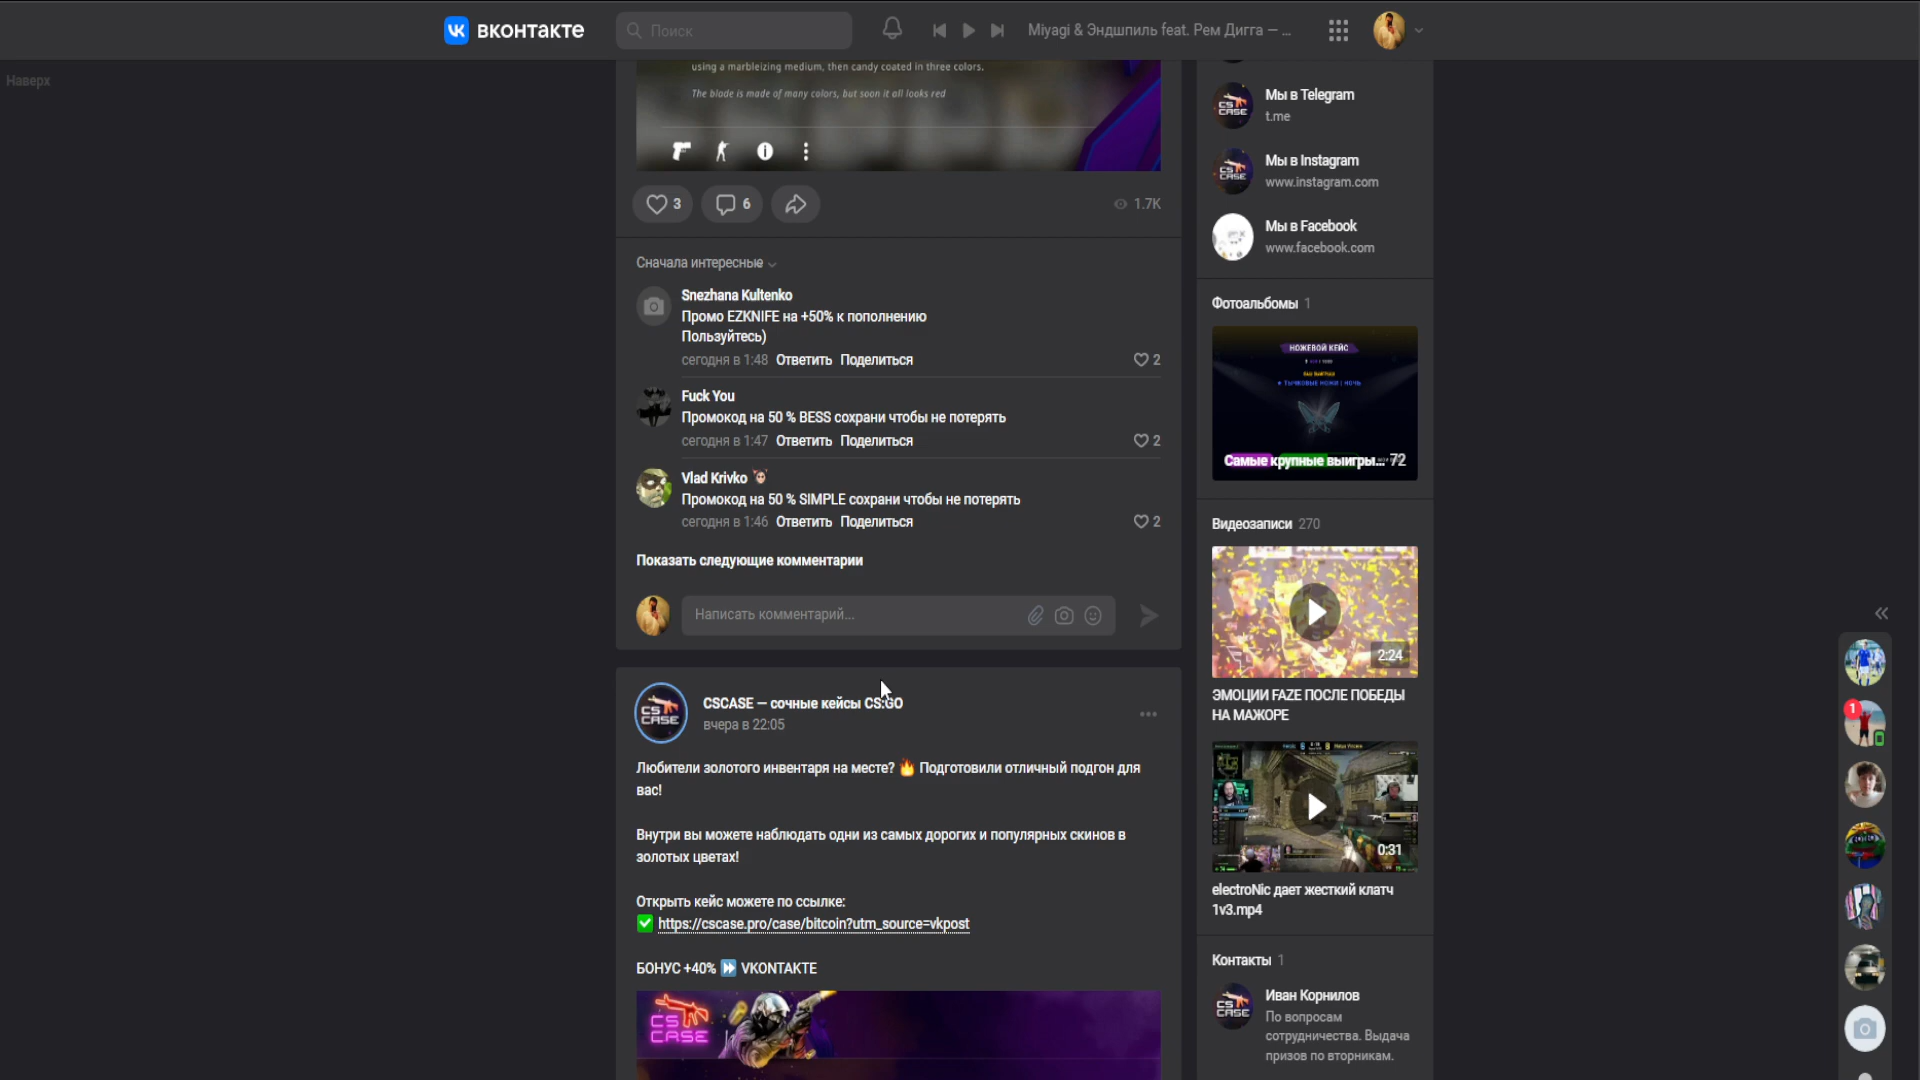 ВКОНТАКТЕ
Поиск
Miyagi & Эндшпиль feat. Рем Дигга — ...
Наверх
using a marbleizing medium, then candy coated in three colors.
The blade is made of many colors, but soon it all looks red
3
6
1.7K
Сначала интересные
Snezhana Kultenko
Промо EZKNIFE на +50% к пополнению
Пользуйтесь)
сегодня в 1:48 Ответить Поделиться
2
Fuck You
Промокод на 50 % BESS сохрани чтобы не потерять
сегодня в 1:47 Ответить Поделиться
2
Vlad Krivko
Промокод на 50 % SIMPLE сохрани чтобы не потерять
сегодня в 1:46 Ответить Поделиться
2
Показать следующие комментарии
Написать комментарий...
CS CASE
CSCASE — сочные кейсы CS:GO
вчера в 22:05
Любители золотого инвентаря на месте? 🔥 Подготовили отличный подгон для
вас!
Внутри вы можете наблюдать одни из самых дорогих и популярных скинов в
золотых цветах!
Открыть кейс можете по ссылке:
✅ https://cscase.pro/case/bitcoin?utm_source=vkpost
БОНУС +40% ⏩ VKONTAKTE
CS
CASE
Мы в Telegram
t.me
Мы в Instagram
www.instagram.com
Мы в Facebook
www.facebook.com
Фотоальбомы 1
НОЖЕВОЙ КЕЙС
★ ТЫЧКОВЫЕ НОЖИ | НОЧЬ
Самые крупные выигры... 72
Видеозаписи 270
2:24
ЭМОЦИИ FAZE ПОСЛЕ ПОБЕДЫ
НА МАЖОРЕ
0:31
electroNic дает жесткий клатч
1v3.mp4
Контакты 1
Иван Корнилов
По вопросам
сотрудничества. Выдача
призов по вторникам.
1